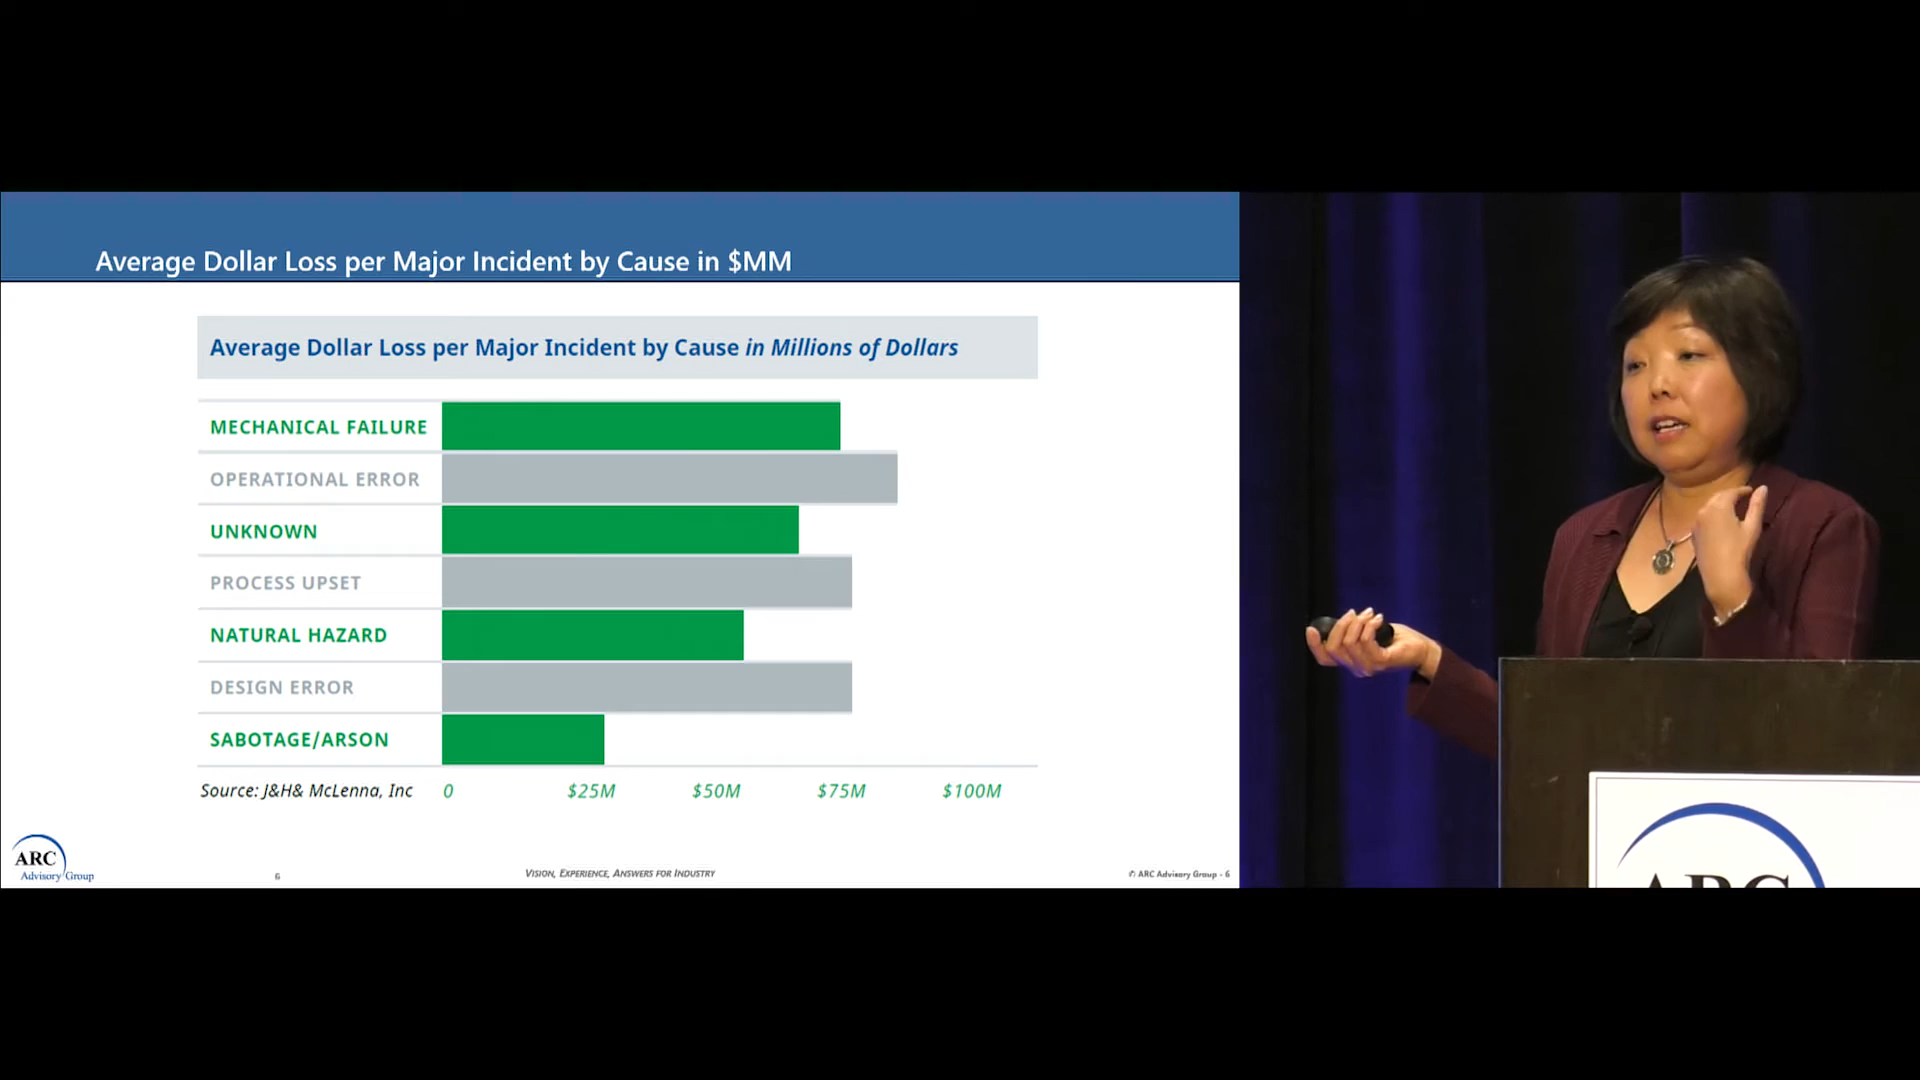 Average Dollar Loss per Major Incident by Cause in $MM
Average Dollar Loss per Major Incident by Cause in Millions of Dollars
MECHANICAL FAILURE
OPERATIONAL ERROR
UNKNOWN
PROCESS UPSET
NATURAL HAZARD
DESIGN ERROR
SABOTAGE/ARSON
Source: J&H& McLenna, Inc 0 $25M $50M $75M $100M
ARC
Advisory Group
6
VISION, EXPERIENCE, ANSWERS FOR INDUSTRY
© ARC Advisory Group - 6
ARC